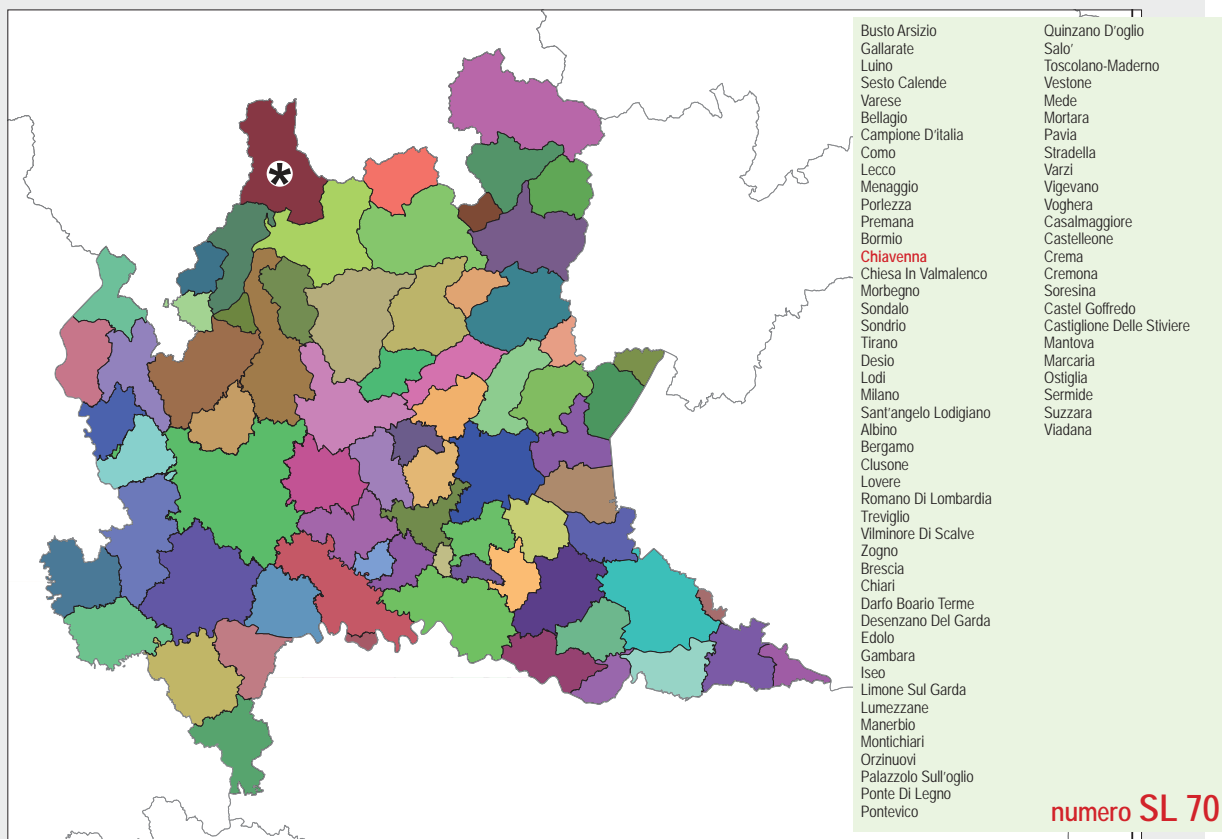 Busto Arsizio
Gallarate
Luino
Sesto Calende
Varese
Bellagio
Campione D'italia
Como
Lecco
Menaggio
Porlezza
Premana
Bormio
Chiavenna
Chiesa In Valmalenco
Morbegno
Sondalo
Sondrio
Tirano
Desio
Lodi
Milano
Sant'angelo Lodigiano
Albino
Bergamo
Clusone
Lovere
Romano Di Lombardia
Treviglio
Vilminore Di Scalve
Zogno
Brescia
Chiari
Darfo Boario Terme
Desenzano Del Garda
Edolo
Gambara
Iseo
Limone Sul Garda
Lumezzane
Manerbio
Montichiari
Orzinuovi
Palazzolo Sull'oglio
Ponte Di Legno
Pontevico
Quinzano D'oglio
Salo'
Toscolano-Maderno
Vestone
Mede
Mortara
Pavia
Stradella
Varzi
Vigevano
Voghera
Casalmaggiore
Castelleone
Crema
Cremona
Soresina
Castel Goffredo
Castiglione Delle Stiviere
Mantova
Marcaria
Ostiglia
Sermide
Suzzara
Viadana
numero SL 70
*